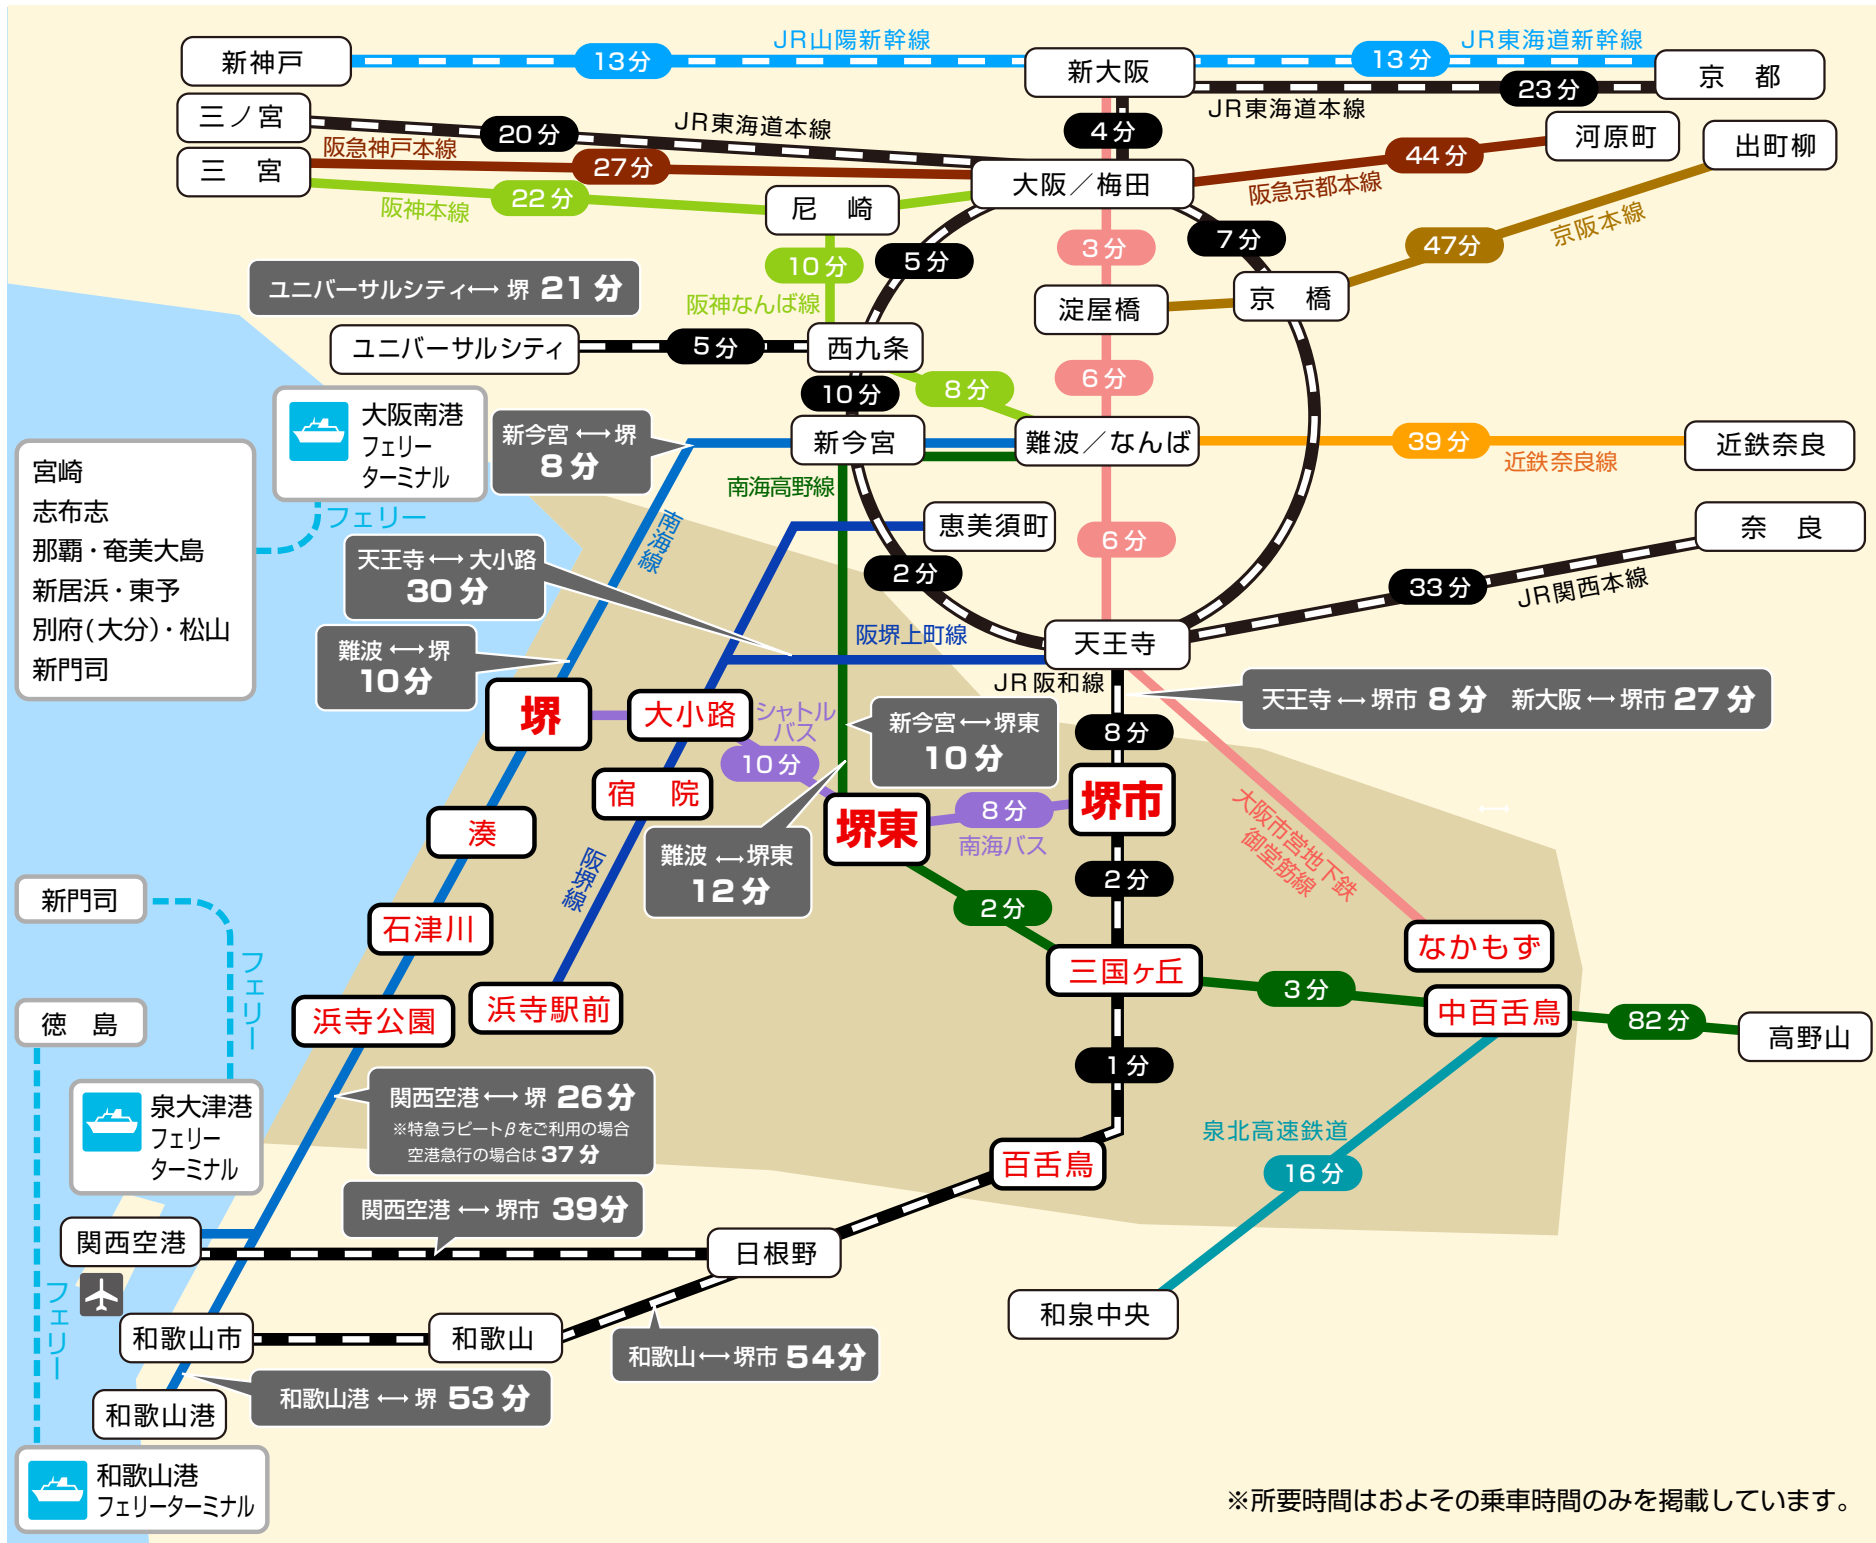 JR山陽新幹線
JR東海道新幹線
新神戸
13分
新大阪
13分
京　都
23分
JR東海道本線
三ノ宮
20分
JR東海道本線
4分
河原町
出町柳
阪急神戸本線
三　宮
27分
44分
大阪／梅田
阪急京都本線
阪神本線
22分
尼　崎
京阪本線
10分
5分
3分
7分
47分
ユニバーサルシティ⟷ 堺 21分
阪神なんば線
淀屋橋
京　橋
ユニバーサルシティ
5分
西九条
10分
8分
6分
大阪南港
フェリー
ターミナル
新今宮⟷堺
8分
新今宮
難波／なんば
39分
近鉄奈良
近鉄奈良線
宮崎
志布志
那覇・奄美大島
新居浜・東予
別府(大分)・松山
新門司
フェリー
南海高野線
南海線
恵美須町
奈　良
6分
天王寺⟷大小路
30分
2分
33分
JR関西本線
難波⟷堺
10分
阪堺上町線
天王寺
JR阪和線
天王寺⟷堺市 8分　新大阪⟷堺市 27分
堺
大小路
シャトル
バス
新今宮⟷堺東
10分
8分
10分
宿　院
堺東
8分
南海バス
堺市
大阪市営地下鉄
御堂筋線
湊
難波⟷堺東
12分
阪堺線
2分
新門司
石津川
2分
なかもず
フェリー
三国ヶ丘
3分
中百舌鳥
82分
高野山
徳　島
浜寺公園
浜寺駅前
1分
泉大津港
フェリー
ターミナル
関西空港⟷堺 26分
※特急ラピートβをご利用の場合
空港急行の場合は37分
泉北高速鉄道
16分
百舌鳥
関西空港⟷堺市 39分
関西空港
日根野
フェリー
和歌山市
和歌山
和泉中央
和歌山⟷堺市 54分
和歌山港⟷堺 53分
和歌山港
和歌山港
フェリーターミナル
※所要時間はおよその乗車時間のみを掲載しています。